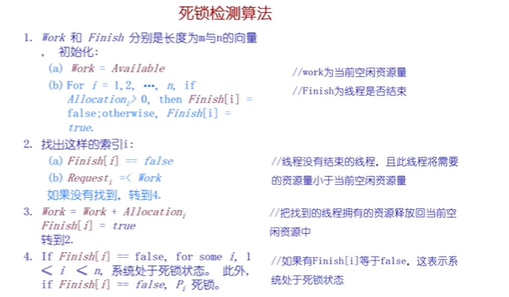 死锁检测算法
1. Work 和 Finish 分别是长度为m与n的向量
， 初始化:
(a) Work = Available
//work为当前空闲资源量
(b) For i = 1,2, …, n, if
//Finish为线程是否结束
Allocationᵢ> 0, then Finish[i] =
false;otherwise, Finish[i] =
true.
2. 找出这样的索引i:
(a) Finish[i] == false
//线程没有结束的线程，且此线程将需要
(b) Requestᵢ =< Work
的资源量小于当前空闲资源量
如果没有找到，转到4.
3. Work = Work + Allocationᵢ
//把找到的线程拥有的资源释放回当前空
Finish[i] = true
闲资源中
转到2.
4. If Finish[i] == false, for some i, 1
//如果有Finish[i]等于false，这表示系
< i < n, 系统处于死锁状态。 此外，
统处于死锁状态
if Finish[i] == false, Pᵢ 死锁。